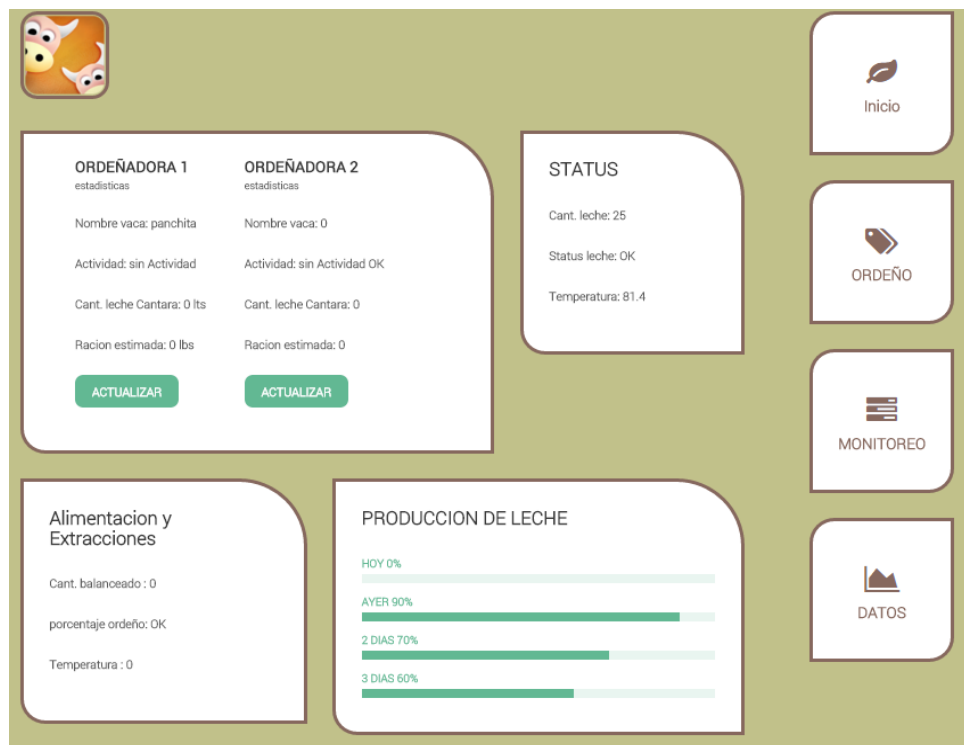 ORDEÑADORA 1
estadisticas
Nombre vaca: panchita
Actividad: sin Actividad
Cant. leche Cantara: 0 lts
Racion estimada: 0 lbs
ACTUALIZAR
ORDEÑADORA 2
estadisticas
Nombre vaca: 0
Actividad: sin Actividad OK
Cant. leche Cantara: 0
Racion estimada: 0
ACTUALIZAR
STATUS
Cant. leche: 25
Status leche: OK
Temperatura: 81.4
Alimentacion y
Extracciones
Cant. balanceado : 0
porcentaje ordeño: OK
Temperatura : 0
PRODUCCION DE LECHE
HOY 0%
AYER 90%
2 DIAS 70%
3 DIAS 60%
Inicio
ORDEÑO
MONITOREO
DATOS